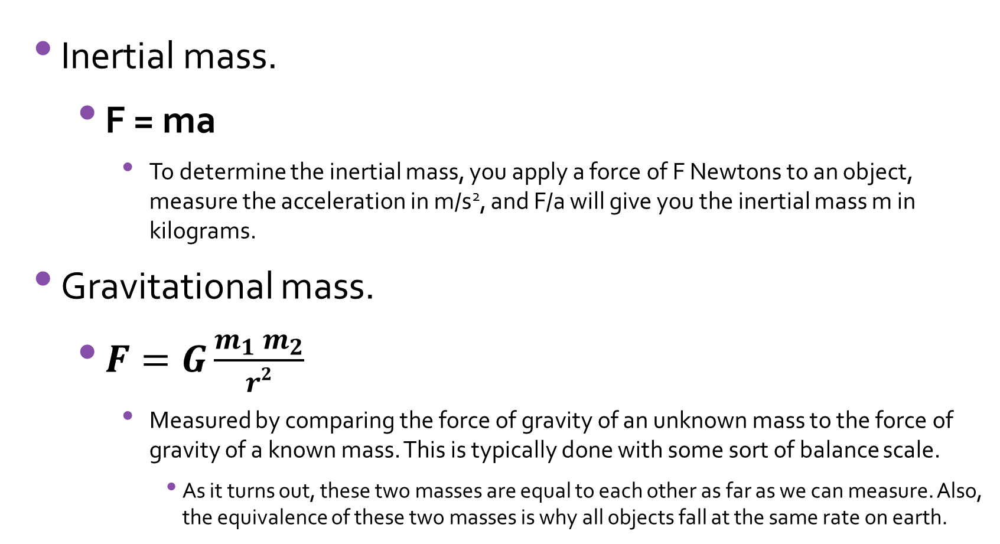 • Inertial mass.
• F = ma
• To determine the inertial mass, you apply a force of F Newtons to an object,
measure the acceleration in m/s², and F/a will give you the inertial mass m in
kilograms.
• Gravitational mass.
• F = G m₁ m₂ / r²
• Measured by comparing the force of gravity of an unknown mass to the force of
gravity of a known mass. This is typically done with some sort of balance scale.
• As it turns out, these two masses are equal to each other as far as we can measure. Also,
the equivalence of these two masses is why all objects fall at the same rate on earth.